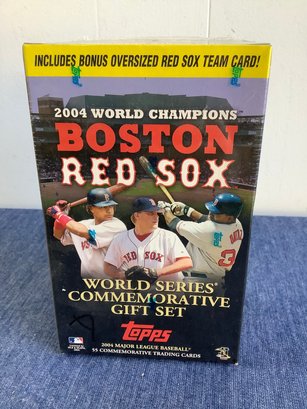 INCLUDES BONUS OVERSIZED RED SOX TEAM CARD!
2004 WORLD CHAMPIONS
BOSTON
RED SOX
WORLD SERIES®
COMMEMORATIVE
GIFT SET
Topps
2004 MAJOR LEAGUE BASEBALL®
55 COMMEMORATIVE TRADING CARDS